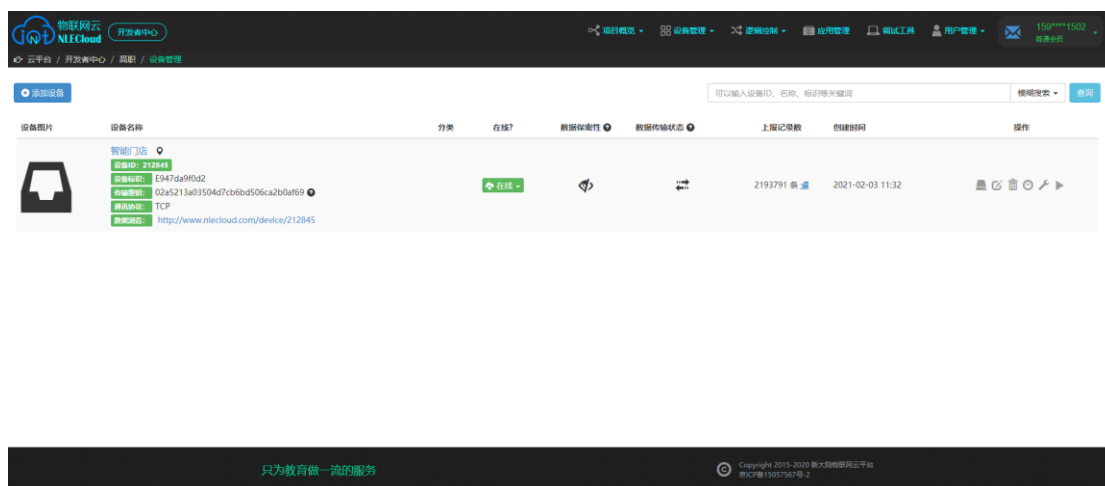 物联网云 NLECloud 开发者中心 项目概览 设备管理 逻辑控制 应用管理 调试工具 用户管理 159****1502 普通会员
云平台 / 开发者中心 / 高职 / 设备管理
添加设备 可以输入设备ID、名称、标识等关键词 模糊搜索 查询
设备图片 设备名称 分类 在线? 数据保密性 数据传输状态 上报记录数 创建时间 操作
智能门店
设备ID: 212845
设备标识: E947da9f0d2
传输密钥: 02a5213a03504d7cb6bd506ca2b0af69 在线 2193791 条 2021-02-03 11:32
通讯协议: TCP
数据浏览: http://www.nlecloud.com/device/212845
只为教育做一流的服务
Copyright 2015-2020 新大陆物联网云平台
京ICP备15057567号-2